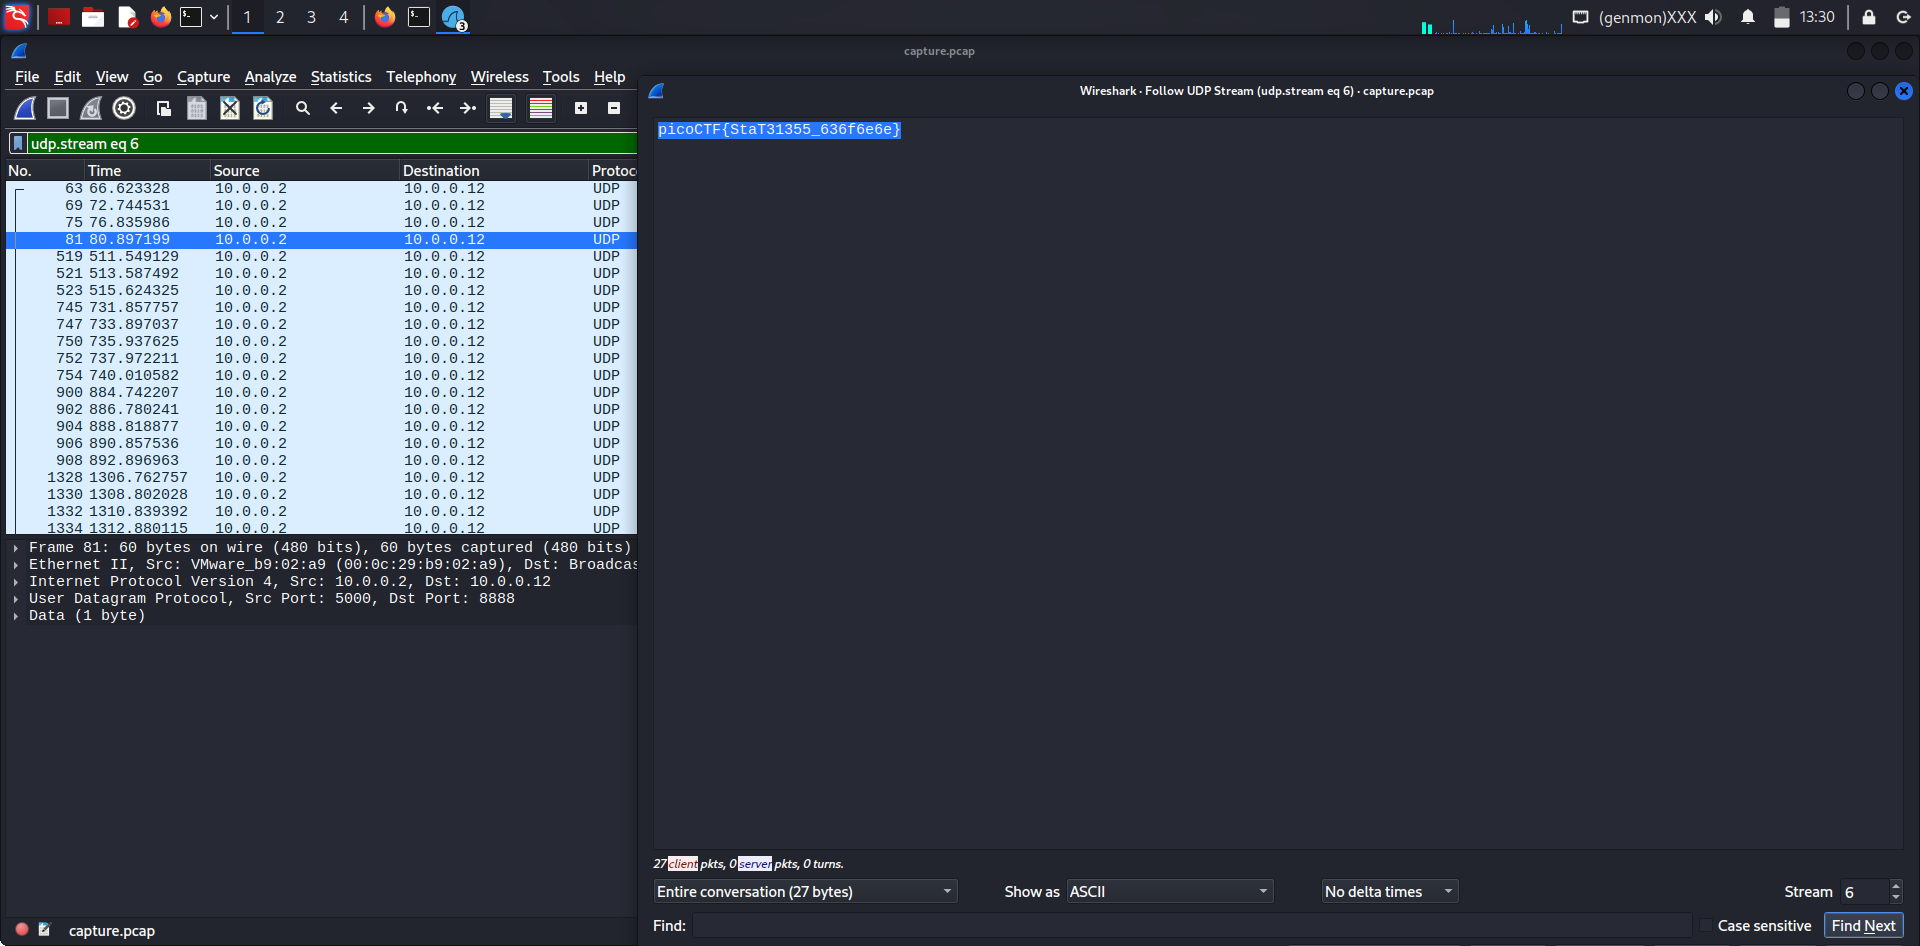 1 2 3 4 (genmon)XXX 13:30
capture.pcap
File Edit View Go Capture Analyze Statistics Telephony Wireless Tools Help
Wireshark · Follow UDP Stream (udp.stream eq 6) · capture.pcap
udp.stream eq 6
picoCTF{StaT31355_636f6e6e}
No. Time Source Destination Protoc
63 66.623328 10.0.0.2 10.0.0.12 UDP
69 72.744531 10.0.0.2 10.0.0.12 UDP
75 76.835986 10.0.0.2 10.0.0.12 UDP
81 80.897199 10.0.0.2 10.0.0.12 UDP
519 511.549129 10.0.0.2 10.0.0.12 UDP
521 513.587492 10.0.0.2 10.0.0.12 UDP
523 515.624325 10.0.0.2 10.0.0.12 UDP
745 731.857757 10.0.0.2 10.0.0.12 UDP
747 733.897037 10.0.0.2 10.0.0.12 UDP
750 735.937625 10.0.0.2 10.0.0.12 UDP
752 737.972211 10.0.0.2 10.0.0.12 UDP
754 740.010582 10.0.0.2 10.0.0.12 UDP
900 884.742207 10.0.0.2 10.0.0.12 UDP
902 886.780241 10.0.0.2 10.0.0.12 UDP
904 888.818877 10.0.0.2 10.0.0.12 UDP
906 890.857536 10.0.0.2 10.0.0.12 UDP
908 892.896963 10.0.0.2 10.0.0.12 UDP
1328 1306.762757 10.0.0.2 10.0.0.12 UDP
1330 1308.802028 10.0.0.2 10.0.0.12 UDP
1332 1310.839392 10.0.0.2 10.0.0.12 UDP
1334 1312.880115 10.0.0.2 10.0.0.12 UDP
Frame 81: 60 bytes on wire (480 bits), 60 bytes captured (480 bits)
Ethernet II, Src: VMware_b9:02:a9 (00:0c:29:b9:02:a9), Dst: Broadcas
Internet Protocol Version 4, Src: 10.0.0.2, Dst: 10.0.0.12
User Datagram Protocol, Src Port: 5000, Dst Port: 8888
Data (1 byte)
27 client pkts, 0 server pkts, 0 turns.
Entire conversation (27 bytes) Show as ASCII No delta times Stream 6
Find: Case sensitive Find Next
capture.pcap